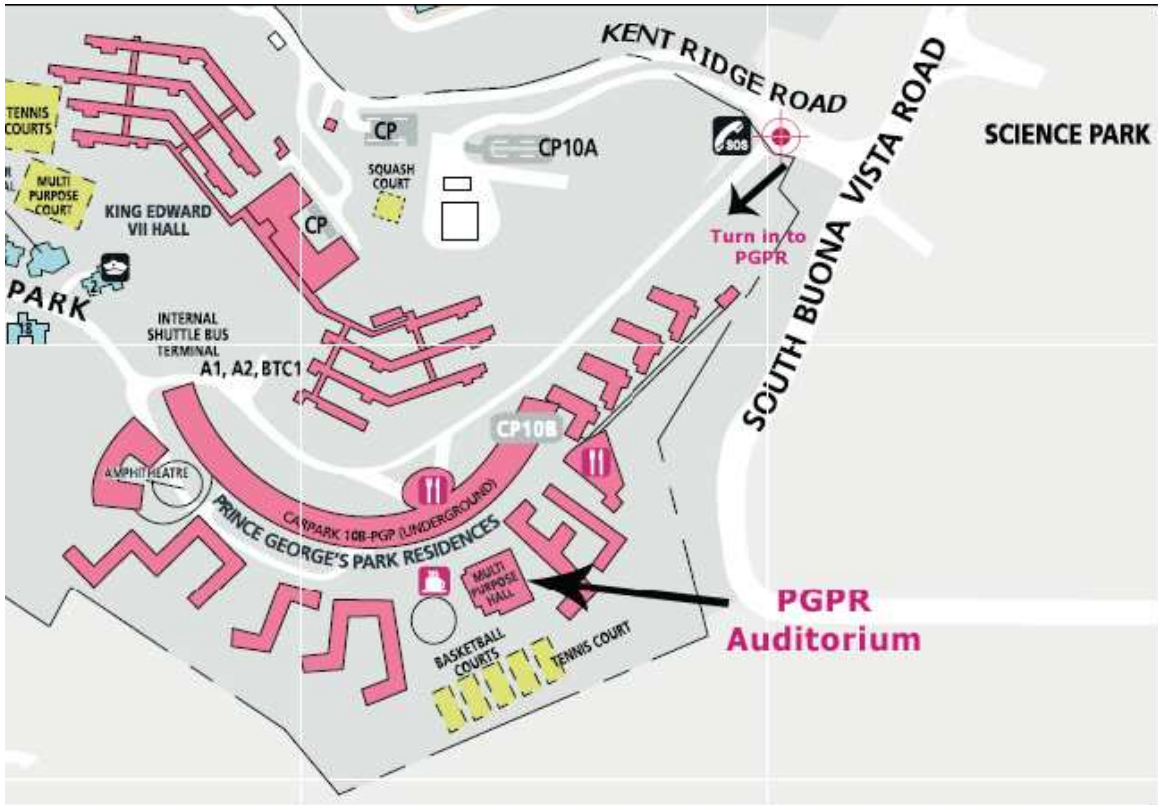 KENT RIDGE ROAD
TENNIS
COURTS
CP
CP10A
SOS
SCIENCE PARK
SQUASH
COURT
MULTI
PURPOSE
COURT
KING EDWARD
VII HALL
CP
SOUTH BUONA VISTA ROAD
Turn in to
PGPR
2
PARK
18
INTERNAL
SHUTTLE BUS
TERMINAL
A1, A2, BTC1
CP10B
AMPHITHEATRE
CARPARK 10B-PGP (UNDERGROUND)
PRINCE GEORGE'S PARK RESIDENCES
MULTI
PURPOSE
HALL
PGPR
Auditorium
BASKETBALL
COURTS
TENNIS COURT